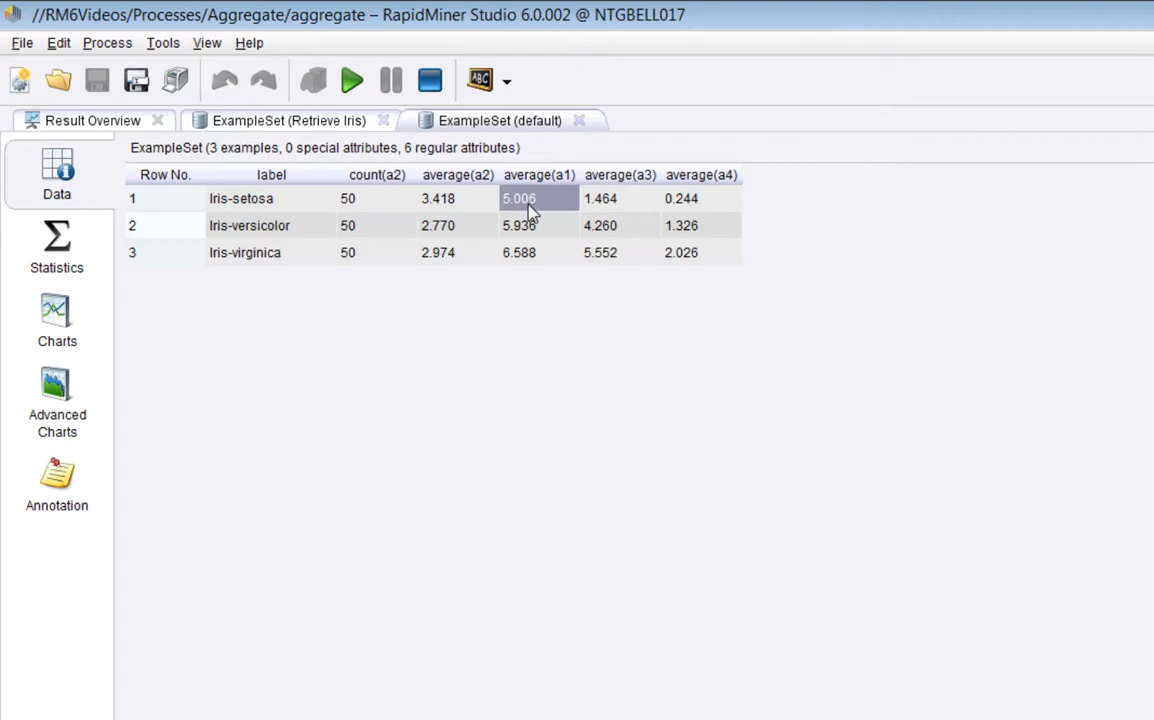 //RM6Videos/Processes/Aggregate/aggregate – RapidMiner Studio 6.0.002 @ NTGBELL017
File Edit Process Tools View Help
ABC
Result Overview ExampleSet (Retrieve Iris) ExampleSet (default)
ExampleSet (3 examples, 0 special attributes, 6 regular attributes)
Row No. label count(a2) average(a2) average(a1) average(a3) average(a4)
1 Iris-setosa 50 3.418 5.006 1.464 0.244
2 Iris-versicolor 50 2.770 5.936 4.260 1.326
3 Iris-virginica 50 2.974 6.588 5.552 2.026
Data
Σ
Statistics
Charts
Advanced
Charts
Annotation